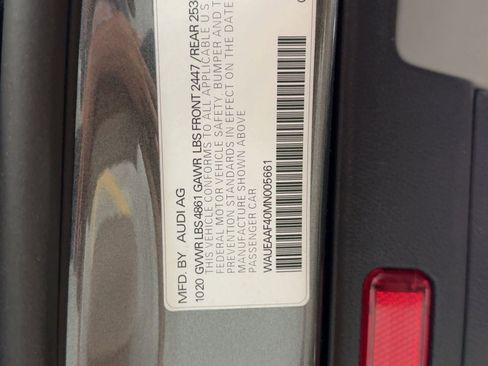 MFD. BY AUDI AG
10 20 GVWR LBS 4861 GAWR LBS FRONT 2447 /REAR 253
THIS VEHICLE CONFORMS TO ALL APPLICABLE U S
FEDERAL MOTOR VEHICLE SAFETY, BUMPER AND T
PREVENTION STANDARDS IN EFFECT ON THE DATE
MANUFACTURE SHOWN ABOVE
PASSENGER CAR
WAUEAAF40MN005661